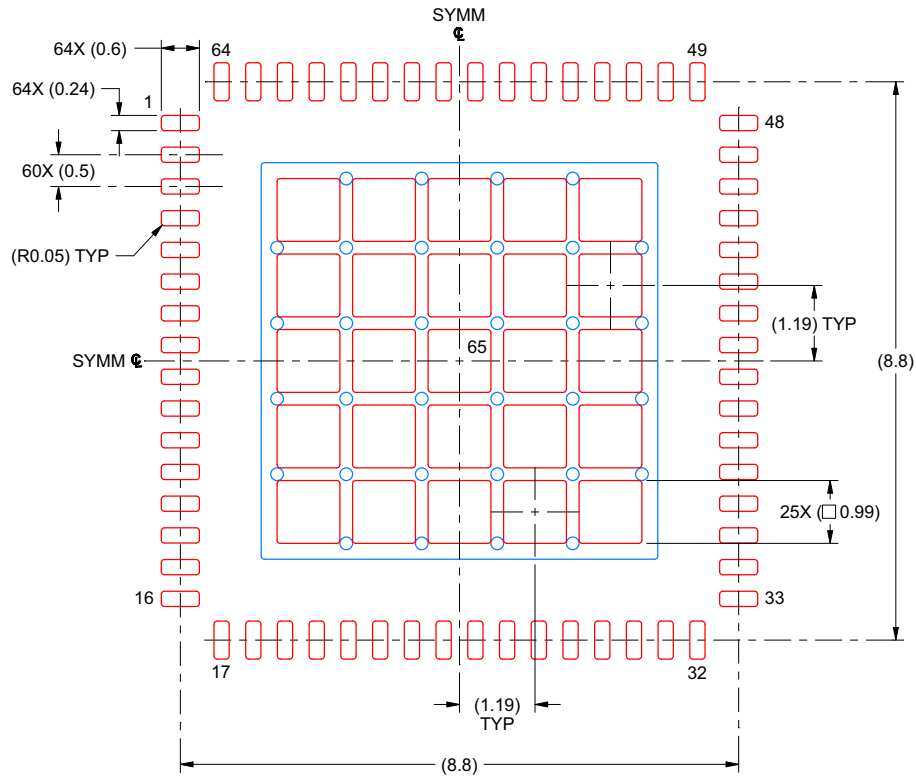 SYMM
℄
64X (0.6)
64
49
64X (0.24)
1
48
60X (0.5)
(R0.05) TYP
(1.19) TYP
65
SYMM ℄
(8.8)
25X (□ 0.99)
16
33
17
32
(1.19)
TYP
(8.8)